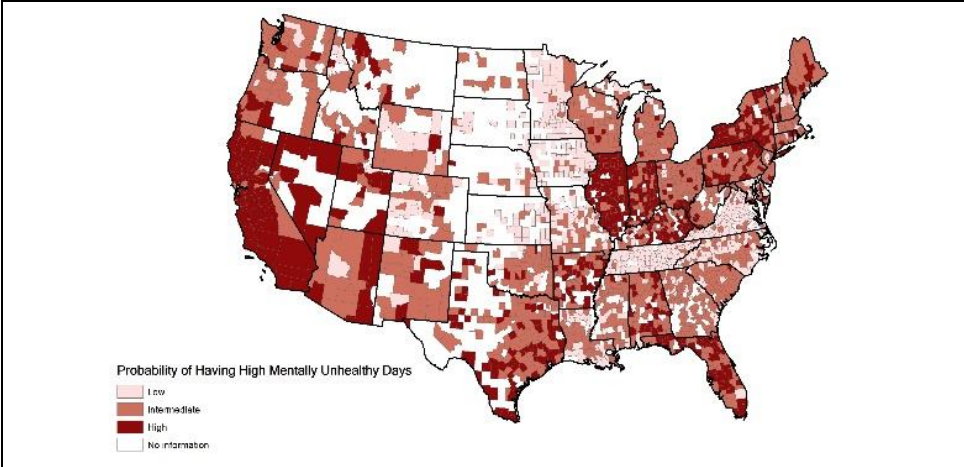 Probability of Having High Mentally Unhealthy Days
Low
Intermediate
High
No information